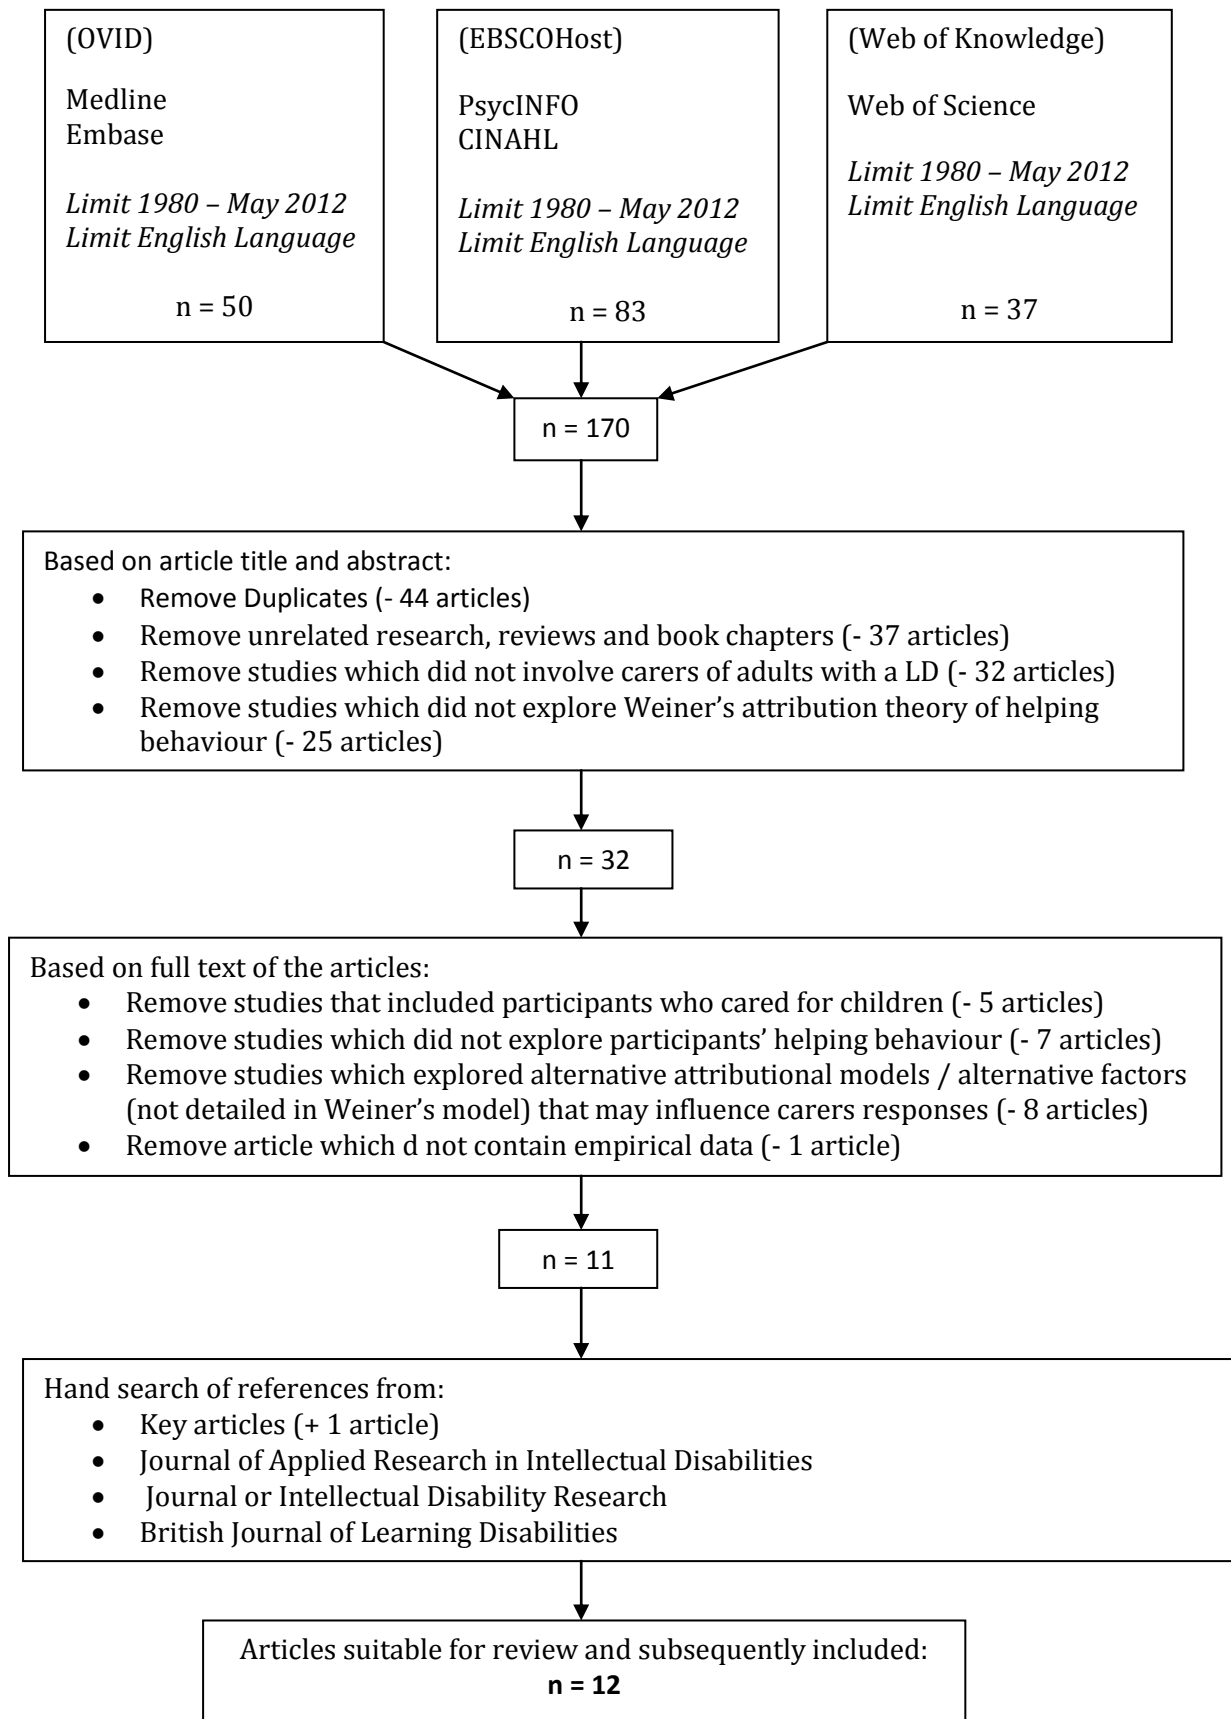 (OVID)
Medline
Embase
Limit 1980 – May 2012
Limit English Language
n = 50
(EBSCOHost)
PsycINFO
CINAHL
Limit 1980 – May 2012
Limit English Language
n = 83
(Web of Knowledge)
Web of Science
Limit 1980 – May 2012
Limit English Language
n = 37
n = 170
Based on article title and abstract:
• Remove Duplicates (- 44 articles)
• Remove unrelated research, reviews and book chapters (- 37 articles)
• Remove studies which did not involve carers of adults with a LD (- 32 articles)
• Remove studies which did not explore Weiner’s attribution theory of helping
behaviour (- 25 articles)
n = 32
Based on full text of the articles:
• Remove studies that included participants who cared for children (- 5 articles)
• Remove studies which did not explore participants’ helping behaviour (- 7 articles)
• Remove studies which explored alternative attributional models / alternative factors
(not detailed in Weiner’s model) that may influence carers responses (- 8 articles)
• Remove article which d not contain empirical data (- 1 article)
n = 11
Hand search of references from:
• Key articles (+ 1 article)
• Journal of Applied Research in Intellectual Disabilities
• Journal or Intellectual Disability Research
• British Journal of Learning Disabilities
Articles suitable for review and subsequently included:
n = 12